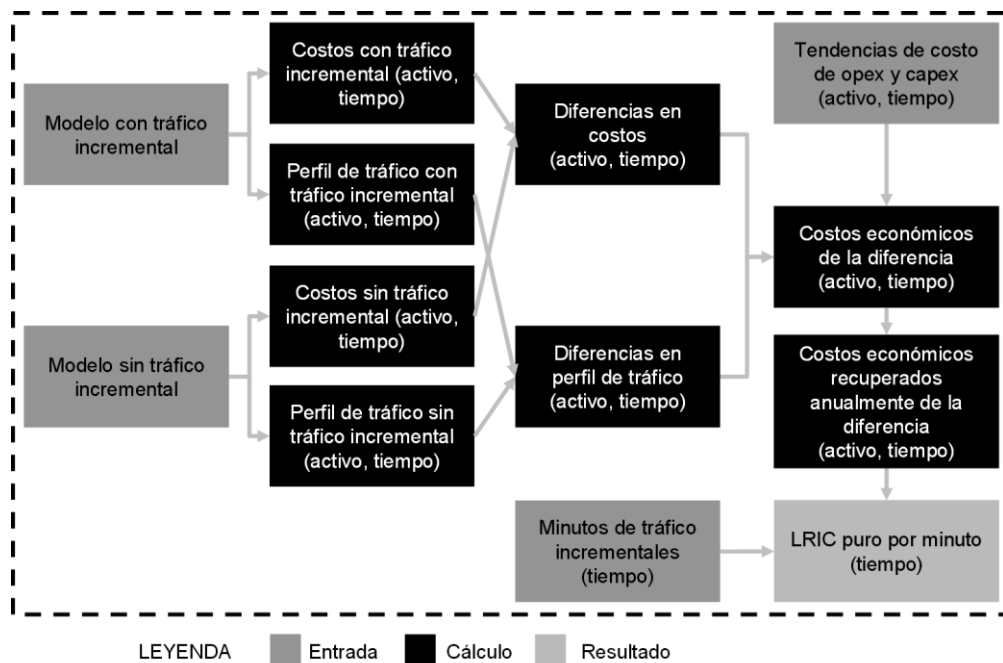 Modelo con tráfico
incremental
Modelo sin tráfico
incremental
Costos con tráfico
incremental (activo,
tiempo)
Perfil de tráfico con
tráfico incremental
(activo, tiempo)
Costos sin tráfico
incremental (activo,
tiempo)
Perfil de tráfico sin
tráfico incremental
(activo, tiempo)
Diferencias en
costos
(activo, tiempo)
Diferencias en
perfil de tráfico
(activo, tiempo)
Minutos de tráfico
incrementales
(tiempo)
Tendencias de costo
de opex y capex
(activo, tiempo)
Costos económicos
de la diferencia
(activo, tiempo)
Costos económicos
recuperados
anualmente de la
diferencia
(activo, tiempo)
LRIC puro por minuto
(tiempo)
LEYENDA
Entrada
Cálculo
Resultado